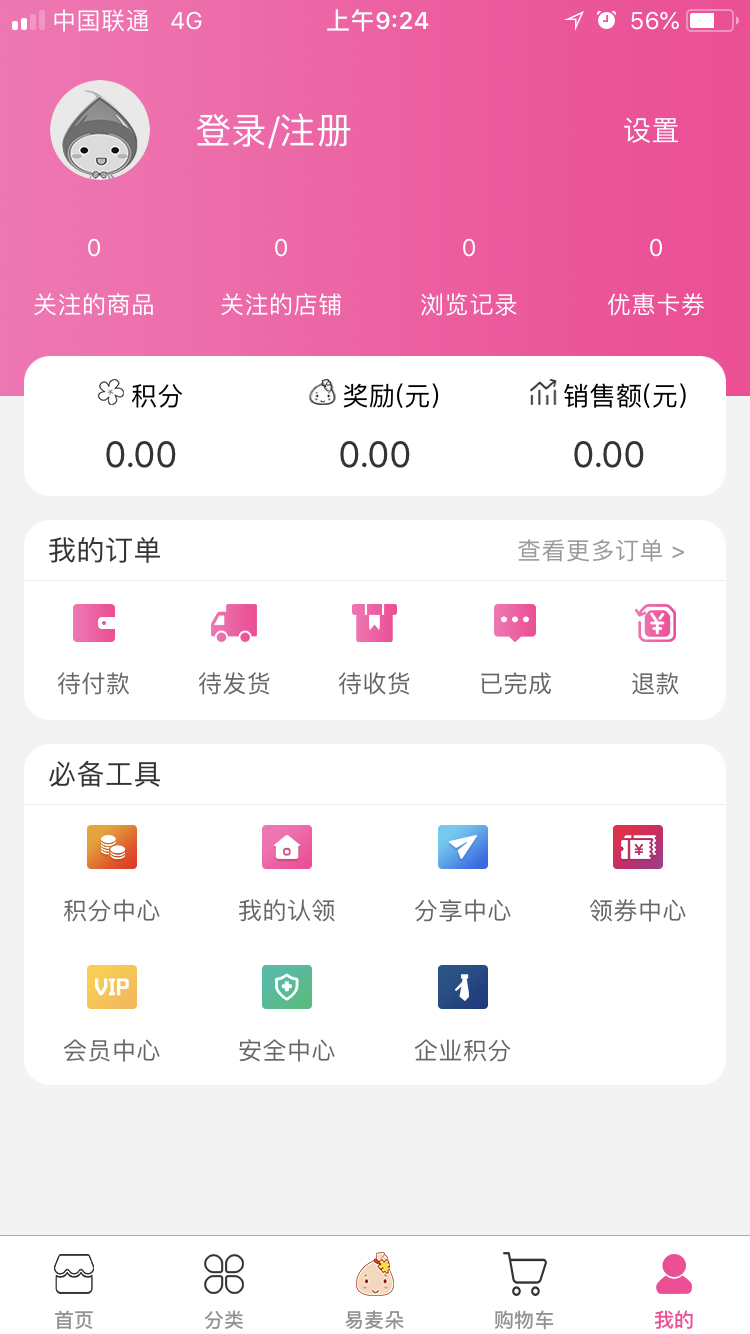 中国联通 4G 上午9:24 56%
登录/注册 设置
0 0 0 0
关注的商品 关注的店铺 浏览记录 优惠卡券
积分 奖励(元) 销售额(元)
0.00 0.00 0.00
我的订单 查看更多订单 >
¥
待付款 待发货 待收货 已完成 退款
必备工具
¥
积分中心 我的认领 分享中心 领券中心
VIP
会员中心 安全中心 企业积分
首页 分类 易麦朵 购物车 我的